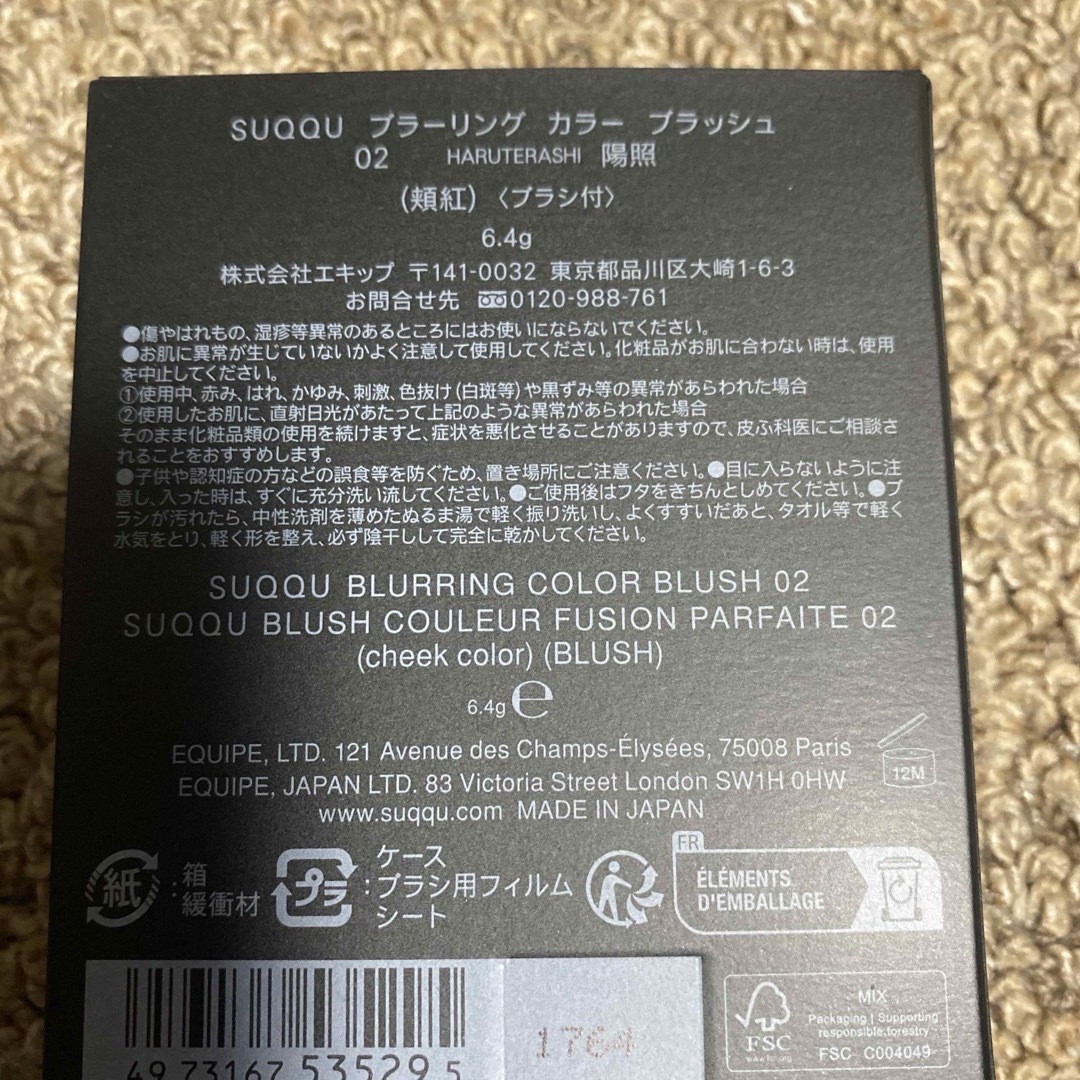 SUQQU ブラーリング カラー ブラッシュ
02 HARUTERASHI 陽照
(頬紅)〈ブラシ付〉
6.4g
株式会社エキップ 〒141-0032 東京都品川区大崎1-6-3
お問合せ先 0120-988-761
●傷やはれもの、湿疹等異常のあるところにはお使いにならないでください。
●お肌に異常が生じていないかよく注意して使用してください。化粧品がお肌に合わない時は、使用
を中止してください。
①使用中、赤み、はれ、かゆみ、刺激、色抜け(白斑等)や黒ずみ等の異常があらわれた場合
②使用したお肌に、直射日光があたって上記のような異常があらわれた場合
そのまま化粧品類の使用を続けますと、症状を悪化させることがありますので、皮ふ科医にご相談さ
れることをおすすめします。
●子供や認知症の方などの誤食等を防ぐため、置き場所にご注意ください。●目に入らないように注
意し、入った時は、すぐに充分洗い流してください。●ご使用後はフタをきちんとしめてください。●ブ
ラシが汚れたら、中性洗剤を薄めたぬるま湯で軽く振り洗いし、よくすすいだあと、タオル等で軽く
水気をとり、軽く形を整え、必ず陰干しして完全に乾かしてください。
SUQQU BLURRING COLOR BLUSH 02
SUQQU BLUSH COULEUR FUSION PARFAITE 02
(cheek color) (BLUSH)
6.4g ℮
EQUIPE, LTD. 121 Avenue des Champs-Élysées, 75008 Paris
EQUIPE, JAPAN LTD. 83 Victoria Street London SW1H 0HW
www.suqqu.com MADE IN JAPAN
12M
紙 :箱
緩衝材
プラ :ケース
ブラシ用フィルム
シート
FR
ÉLÉMENTS
D'EMBALLAGE
4973167 535295
1764
FSC
www.fsc.org
MIX
Packaging | Supporting
responsible forestry
FSC C004049